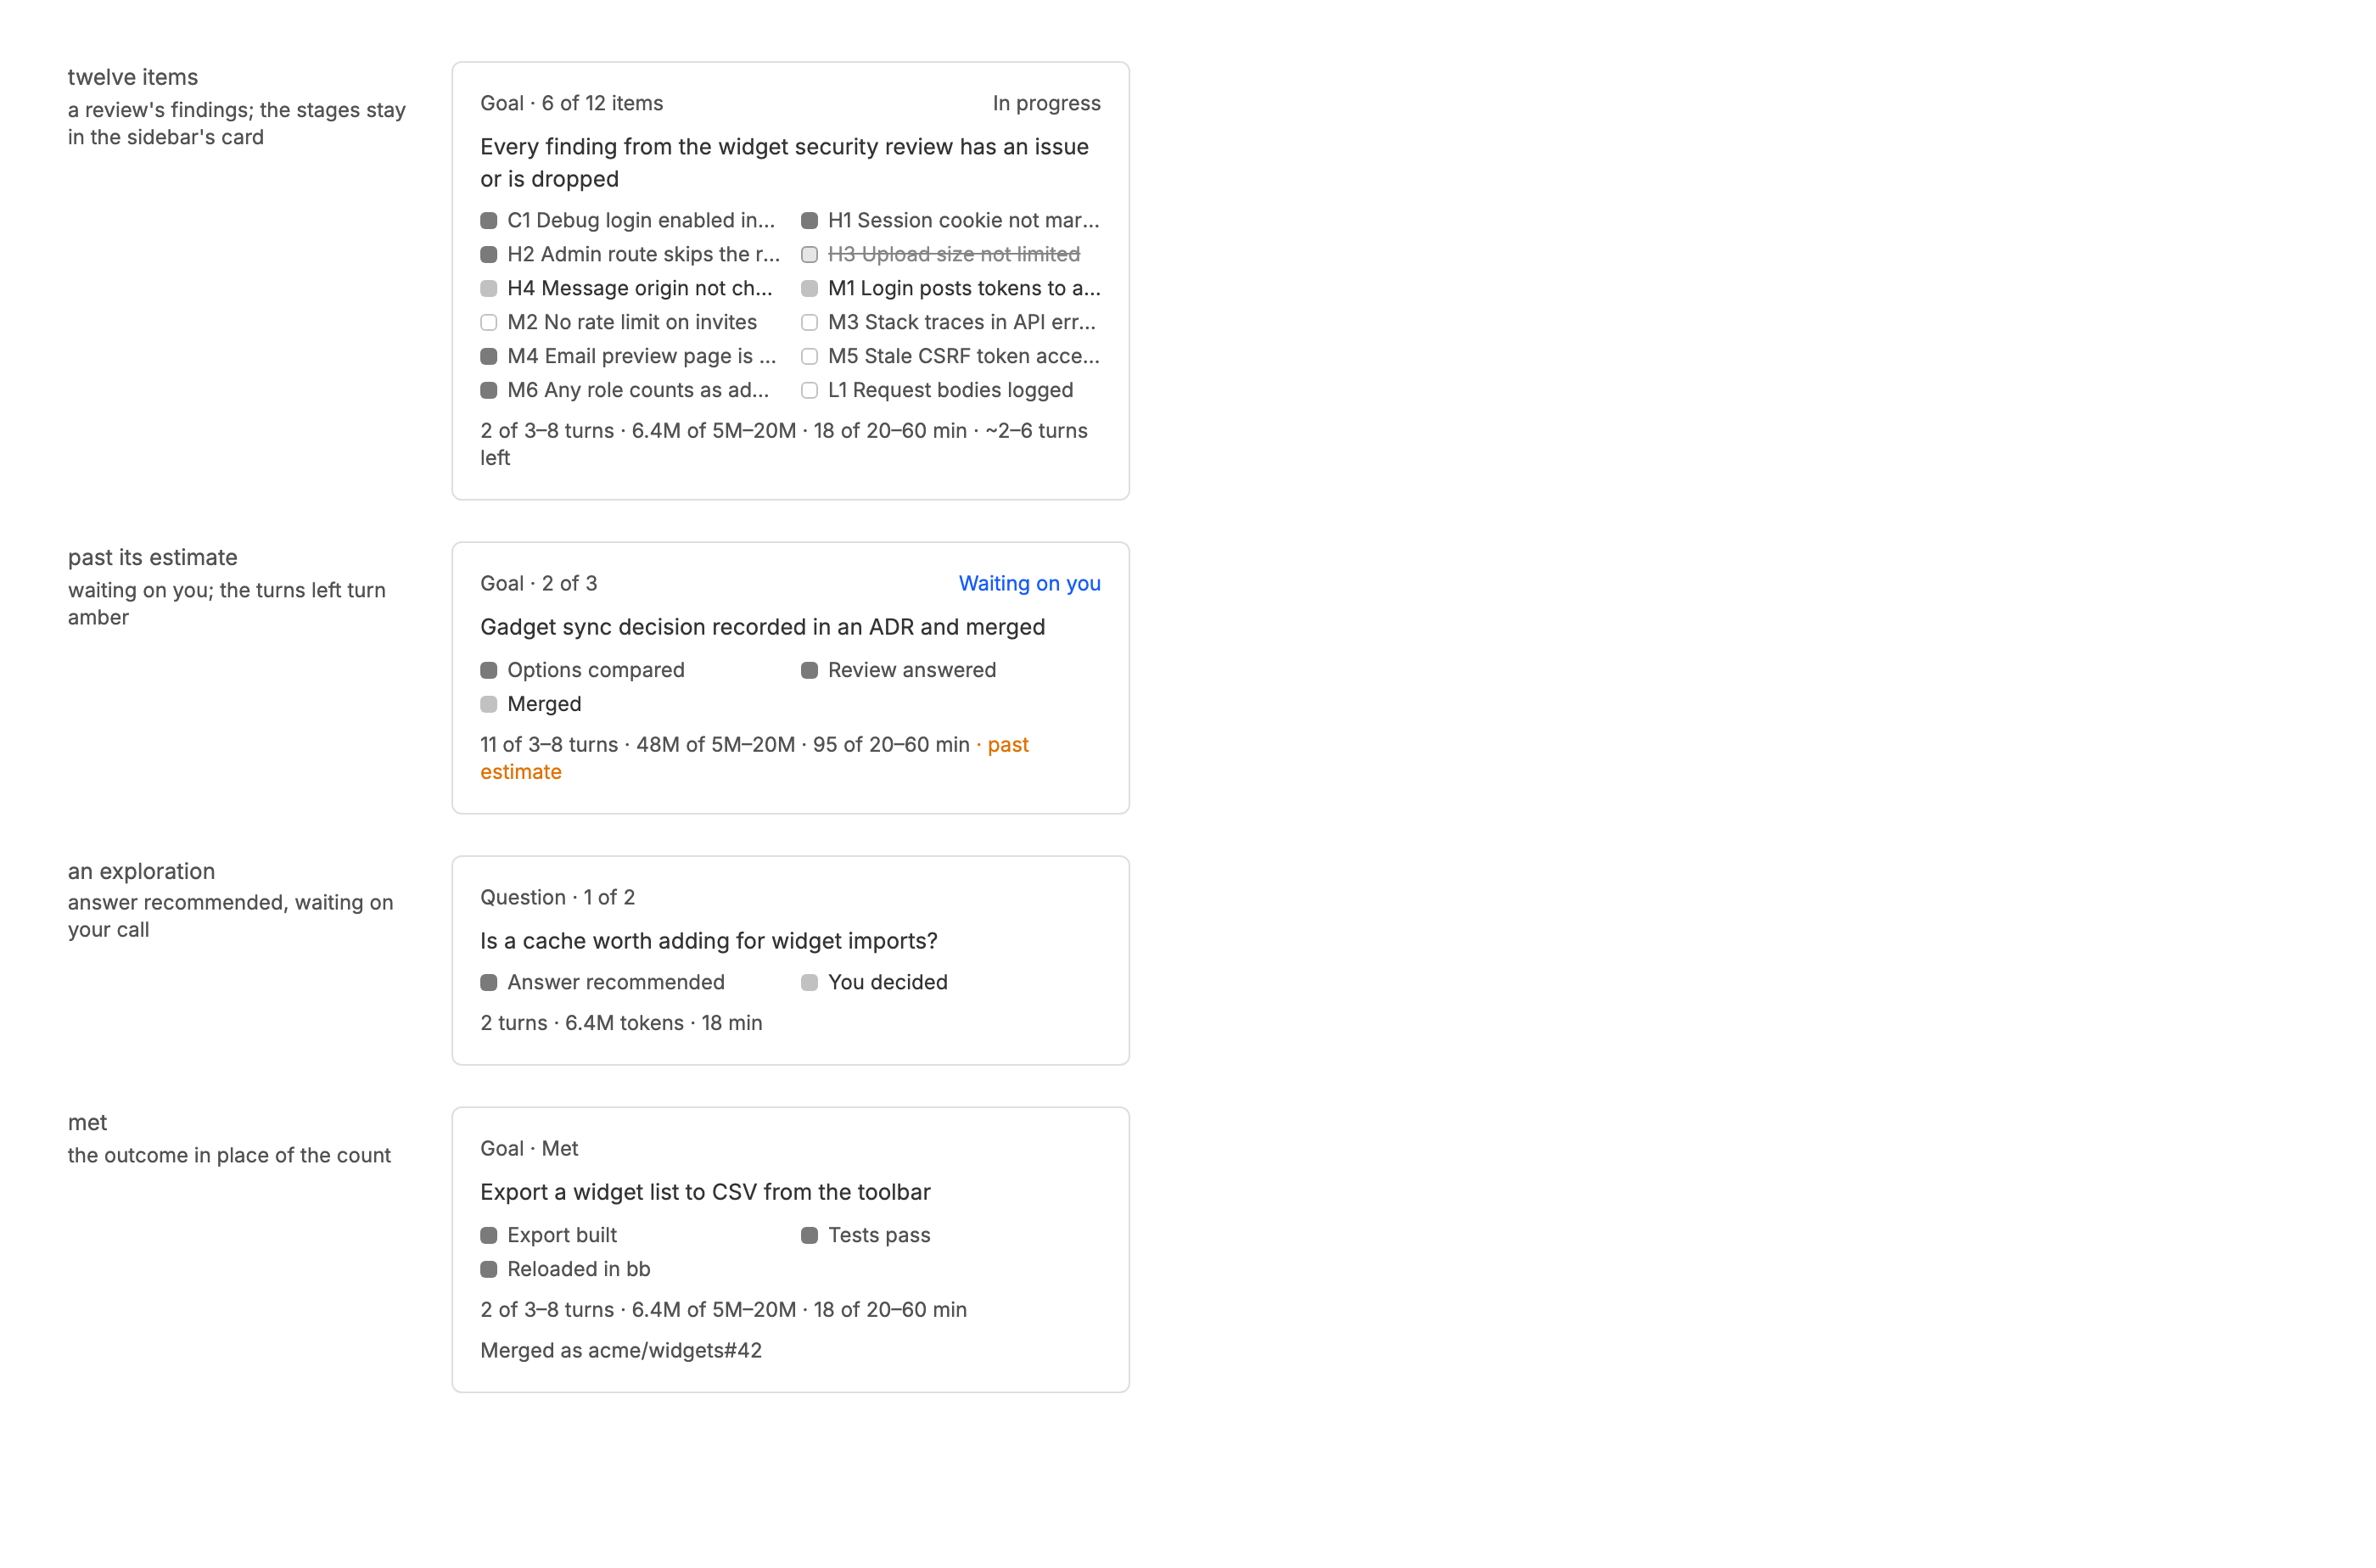 twelve items
a review's findings; the stages stay
in the sidebar's card
Goal · 6 of 12 items
In progress
Every finding from the widget security review has an issue
or is dropped
C1 Debug login enabled in...
H1 Session cookie not mar...
H2 Admin route skips the r...
H3 Upload size not limited
H4 Message origin not ch...
M1 Login posts tokens to a...
M2 No rate limit on invites
M3 Stack traces in API err...
M4 Email preview page is ...
M5 Stale CSRF token acce...
M6 Any role counts as ad...
L1 Request bodies logged
2 of 3–8 turns · 6.4M of 5M–20M · 18 of 20–60 min · ~2–6 turns
left
past its estimate
waiting on you; the turns left turn
amber
Goal · 2 of 3
Waiting on you
Gadget sync decision recorded in an ADR and merged
Options compared
Review answered
Merged
11 of 3–8 turns · 48M of 5M–20M · 95 of 20–60 min · past
estimate
an exploration
answer recommended, waiting on
your call
Question · 1 of 2
Is a cache worth adding for widget imports?
Answer recommended
You decided
2 turns · 6.4M tokens · 18 min
met
the outcome in place of the count
Goal · Met
Export a widget list to CSV from the toolbar
Export built
Tests pass
Reloaded in bb
2 of 3–8 turns · 6.4M of 5M–20M · 18 of 20–60 min
Merged as acme/widgets#42